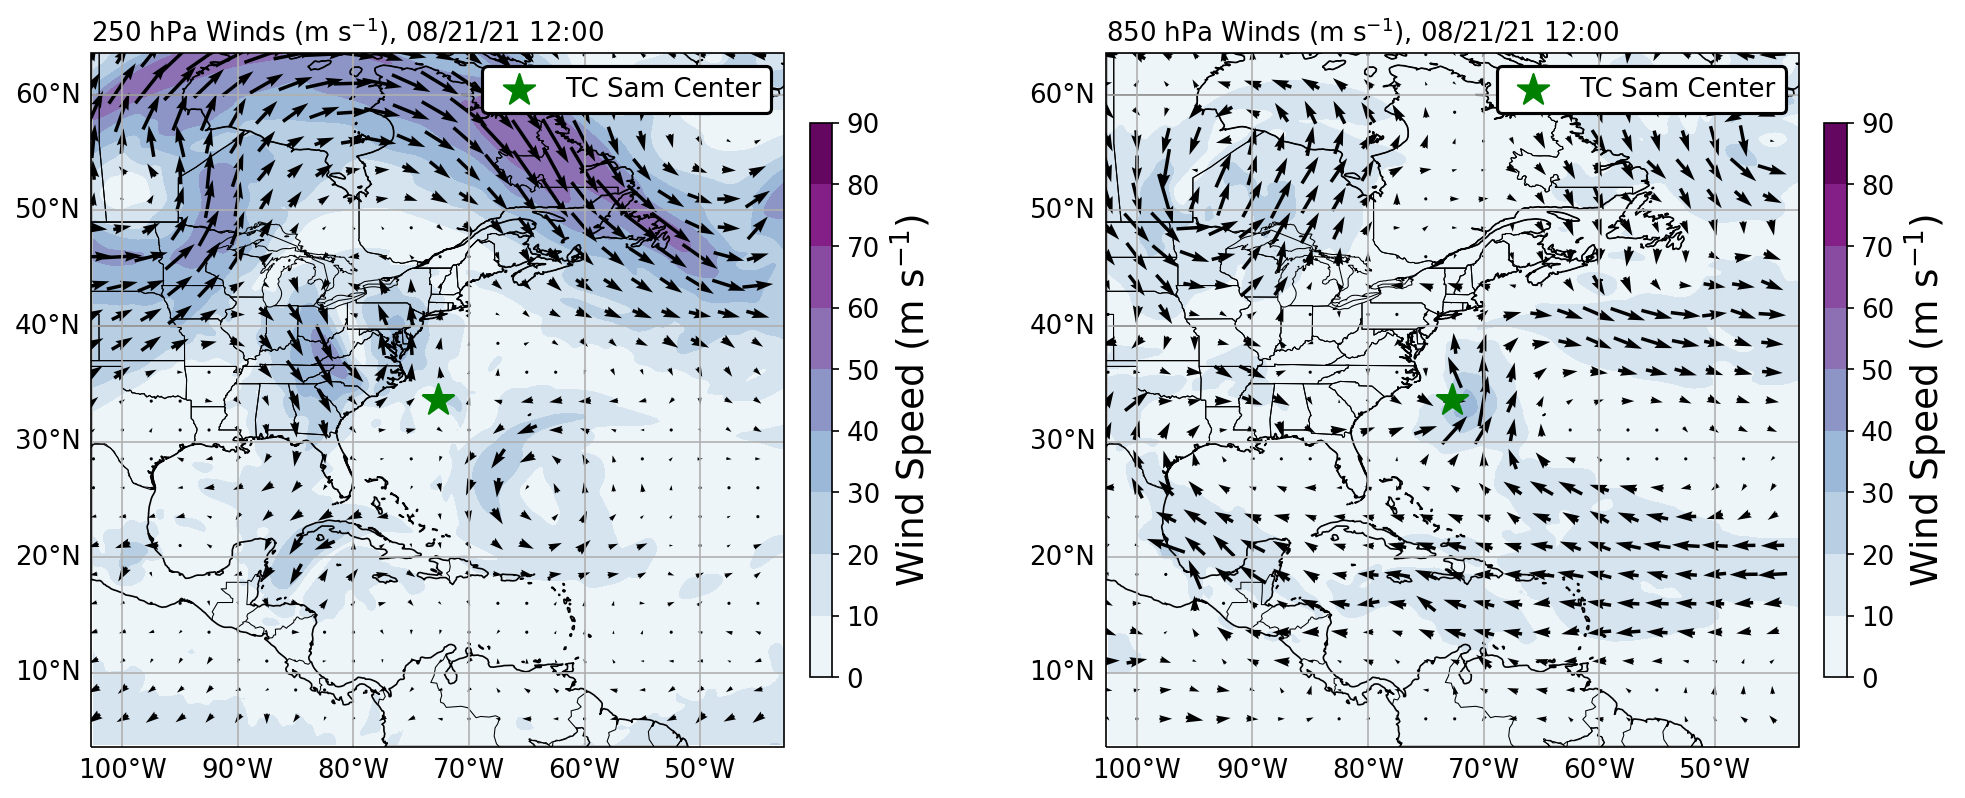 250 hPa Winds (m s⁻¹), 08/21/21 12:00
TC Sam Center
60°N
50°N
40°N
30°N
20°N
10°N
100°W 90°W 80°W 70°W 60°W 50°W
90
80
70
60
50
40
30
20
10
0
Wind Speed (m s⁻¹)
850 hPa Winds (m s⁻¹), 08/21/21 12:00
TC Sam Center
60°N
50°N
40°N
30°N
20°N
10°N
100°W 90°W 80°W 70°W 60°W 50°W
90
80
70
60
50
40
30
20
10
0
Wind Speed (m s⁻¹)